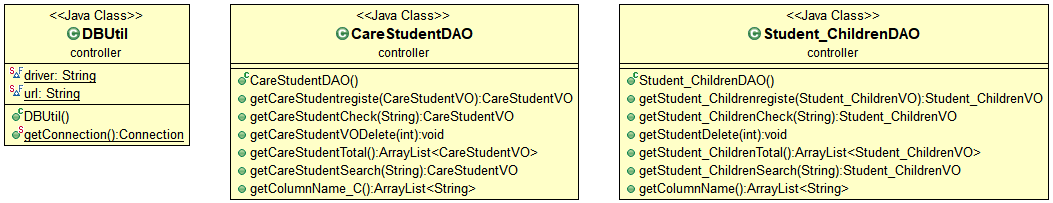 <<Java Class>>
DBUtil
controller
driver: String
url: String
DBUtil()
getConnection():Connection
<<Java Class>>
CareStudentDAO
controller
CareStudentDAO()
getCareStudentregiste(CareStudentVO):CareStudentVO
getCareStudentCheck(String):CareStudentVO
getCareStudentVODelete(int):void
getCareStudentTotal():ArrayList<CareStudentVO>
getCareStudentSearch(String):CareStudentVO
getColumnName_C():ArrayList<String>
<<Java Class>>
Student_ChildrenDAO
controller
Student_ChildrenDAO()
getStudent_Childrenregiste(Student_ChildrenVO):Student_ChildrenVO
getStudent_ChildrenCheck(String):Student_ChildrenVO
getStudentDelete(int):void
getStudent_ChildrenTotal():ArrayList<Student_ChildrenVO>
getStudent_ChildrenSearch(String):Student_ChildrenVO
getColumnName():ArrayList<String>